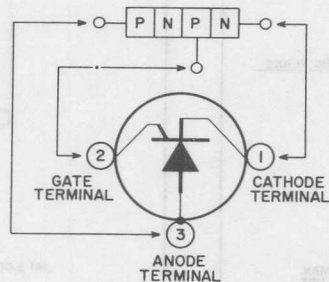 P N P N
2
1
GATE
TERMINAL
CATHODE
TERMINAL
3
ANODE
TERMINAL